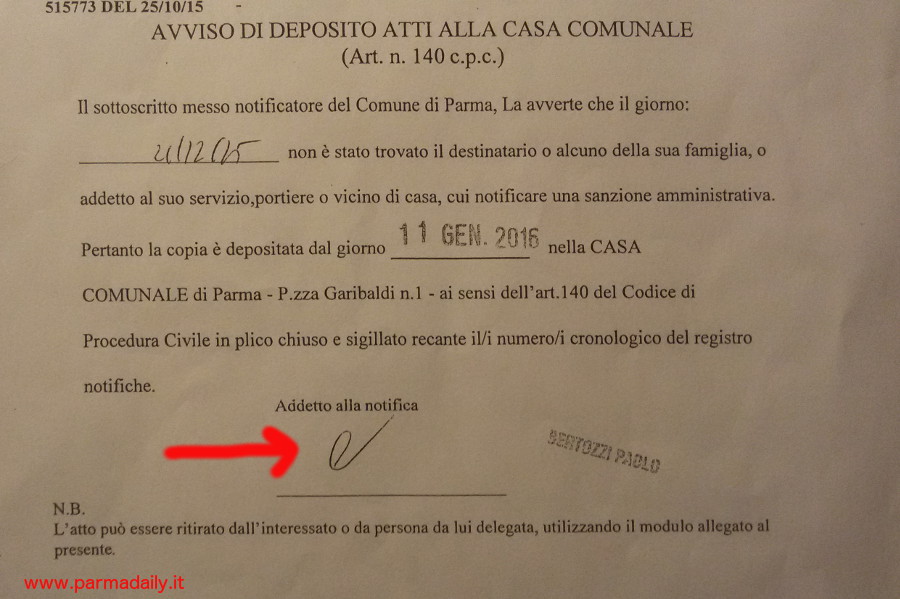 515773 DEL 25/10/15 -
AVVISO DI DEPOSITO ATTI ALLA CASA COMUNALE
(Art. n. 140 c.p.c.)
Il sottoscritto messo notificatore del Comune di Parma, La avverte che il giorno:
21/12/15 non è stato trovato il destinatario o alcuno della sua famiglia, o
addetto al suo servizio,portiere o vicino di casa, cui notificare una sanzione amministrativa.
Pertanto la copia è depositata dal giorno 11 GEN. 2016 nella CASA
COMUNALE di Parma - P.zza Garibaldi n.1 - ai sensi dell'art.140 del Codice di
Procedura Civile in plico chiuso e sigillato recante il/i numero/i cronologico del registro
notifiche.
Addetto alla notifica
BERTOZZI PAOLO
N.B.
L'atto può essere ritirato dall'interessato o da persona da lui delegata, utilizzando il modulo allegato al
presente.
www.parmadaily.it